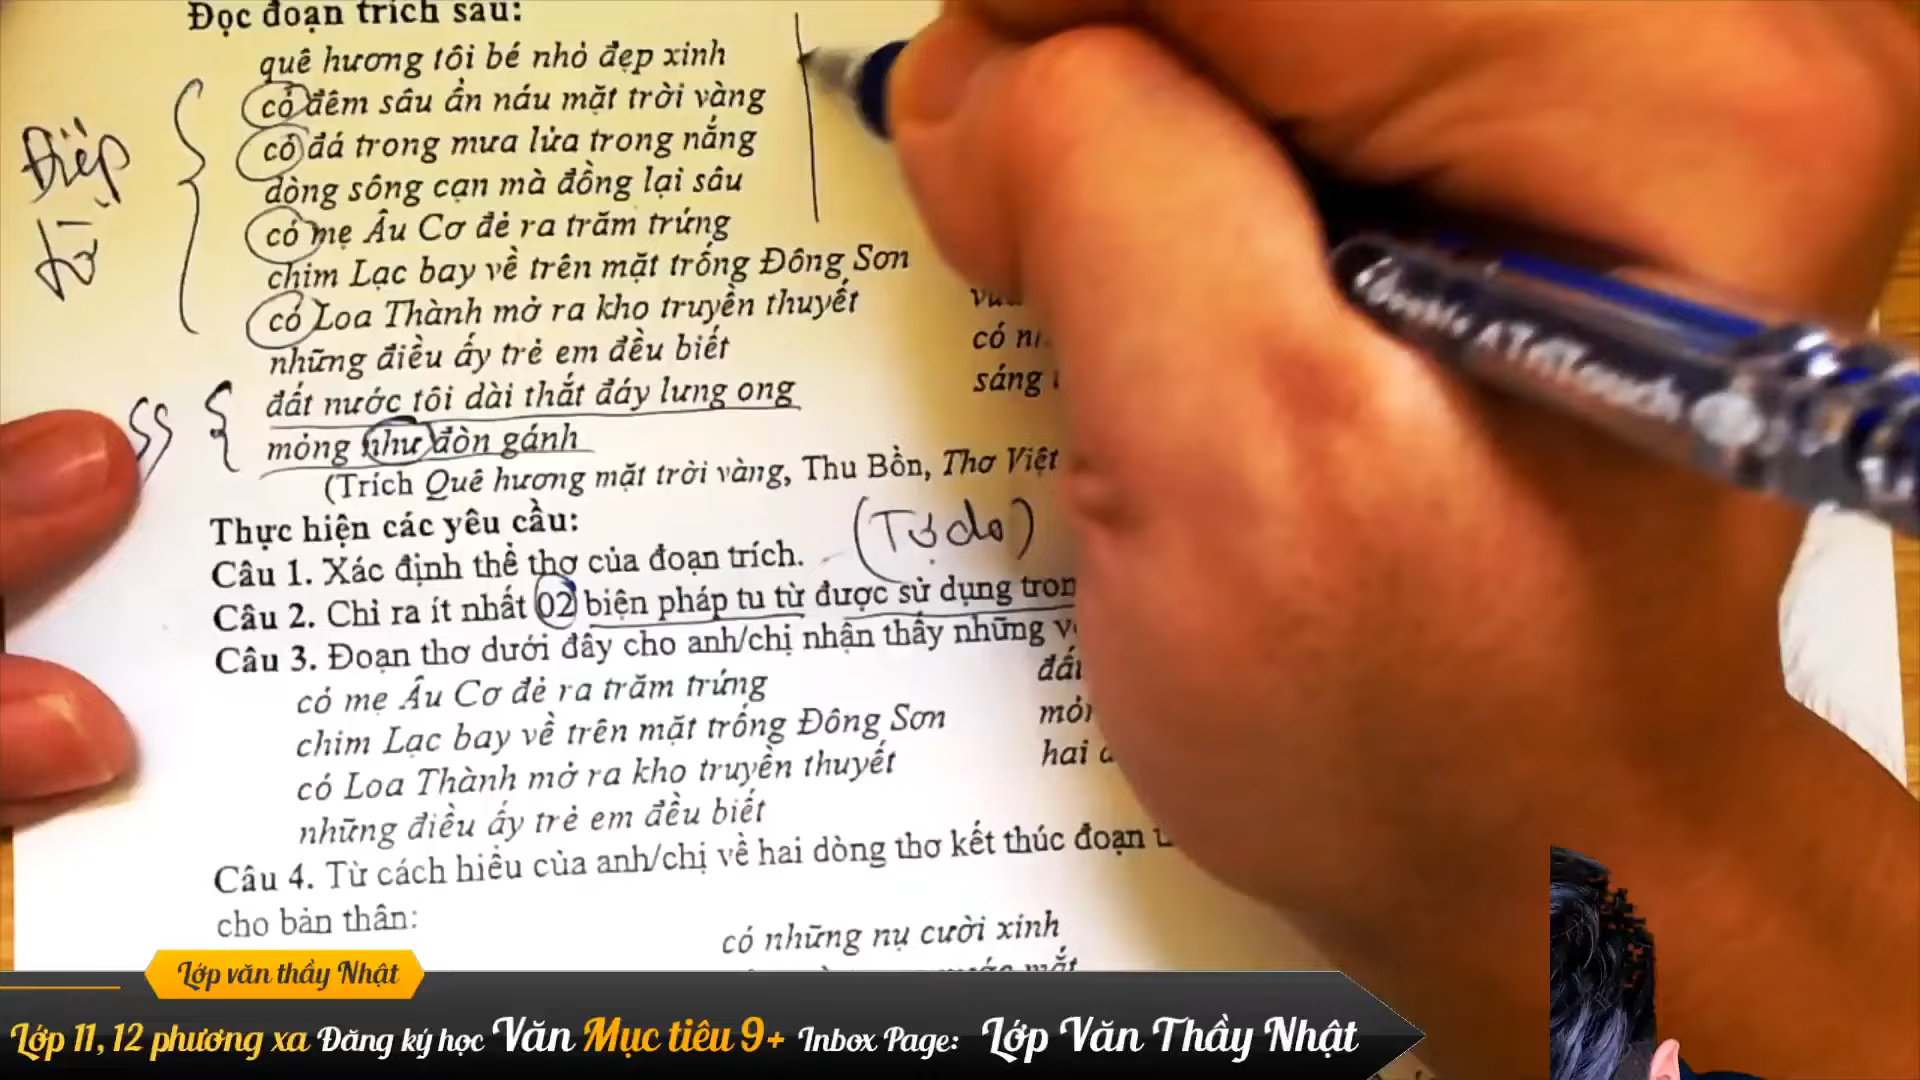 Đọc đoạn trích sau:
quê hương tôi bé nhỏ đẹp xinh
có đêm sâu ẩn náu mặt trời vàng
có đá trong mưa lửa trong nắng
dòng sông cạn mà đồng lại sâu
có mẹ Âu Cơ đẻ ra trăm trứng
chim Lạc bay về trên mặt trống Đông Sơn
có Loa Thành mở ra kho truyền thuyết
những điều ấy trẻ em đều biết
đất nước tôi dài thắt đáy lưng ong
mỏng như đòn gánh
Điệp từ
SS
có
sáng
(Trích Quê hương mặt trời vàng, Thu Bồn, Thơ Việt
Thực hiện các yêu cầu:
Câu 1. Xác định thể thơ của đoạn trích.
(Tự do)
Câu 2. Chỉ ra ít nhất 02 biện pháp tu từ được sử dụng
Câu 3. Đoạn thơ dưới đây cho anh/chị nhận thấy những
có mẹ Âu Cơ đẻ ra trăm trứng
chim Lạc bay về trên mặt trống Đông Sơn
có Loa Thành mở ra kho truyền thuyết
những điều ấy trẻ em đều biết
hai
Câu 4. Từ cách hiểu của anh/chị về hai dòng thơ kết thúc đoạn
cho bản thân:
có những nụ cười xinh
mắt
Lớp văn thầy Nhật
Lớp 11, 12 phương xa Đăng ký học Văn Mục tiêu 9+ Inbox Page: Lớp Văn Thầy Nhật